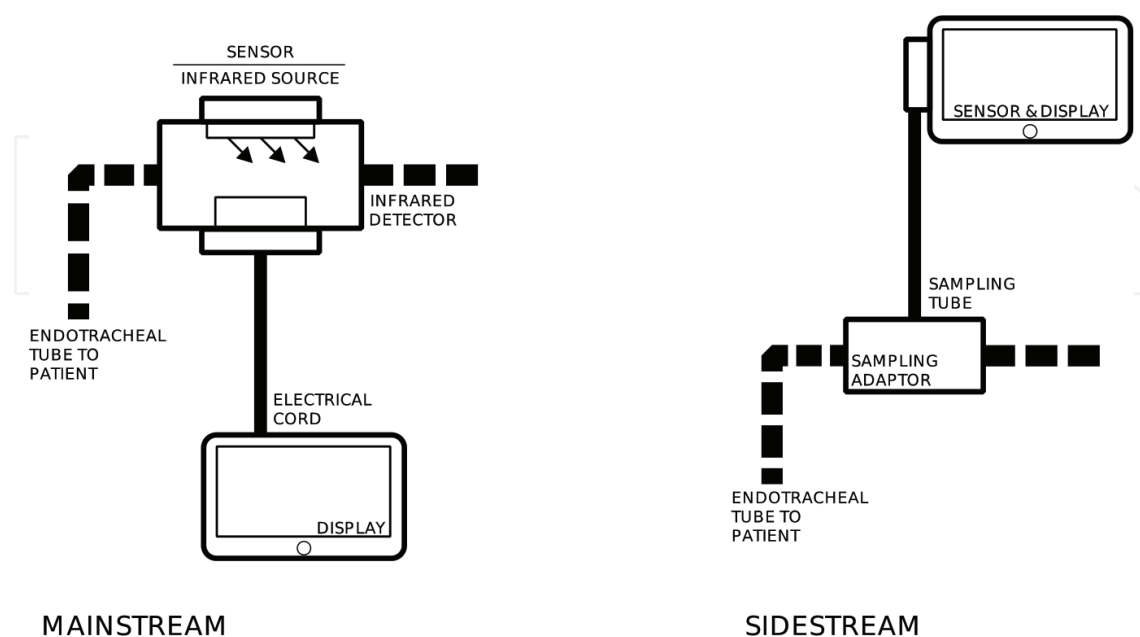 SENSOR
INFRARED SOURCE
INFRARED
DETECTOR
ENDOTRACHEAL
TUBE TO
PATIENT
ELECTRICAL
CORD
DISPLAY
MAINSTREAM
SENSOR & DISPLAY
SAMPLING
TUBE
SAMPLING
ADAPTOR
ENDOTRACHEAL
TUBE TO
PATIENT
SIDESTREAM